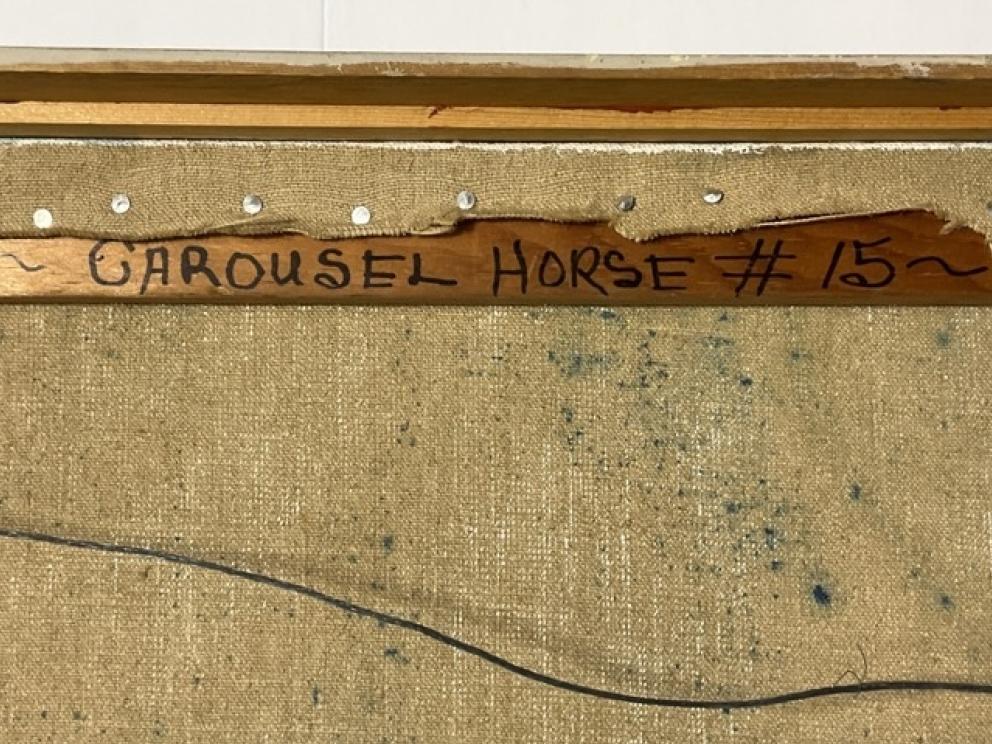 ~ CAROUSEL HORSE # 15 ~